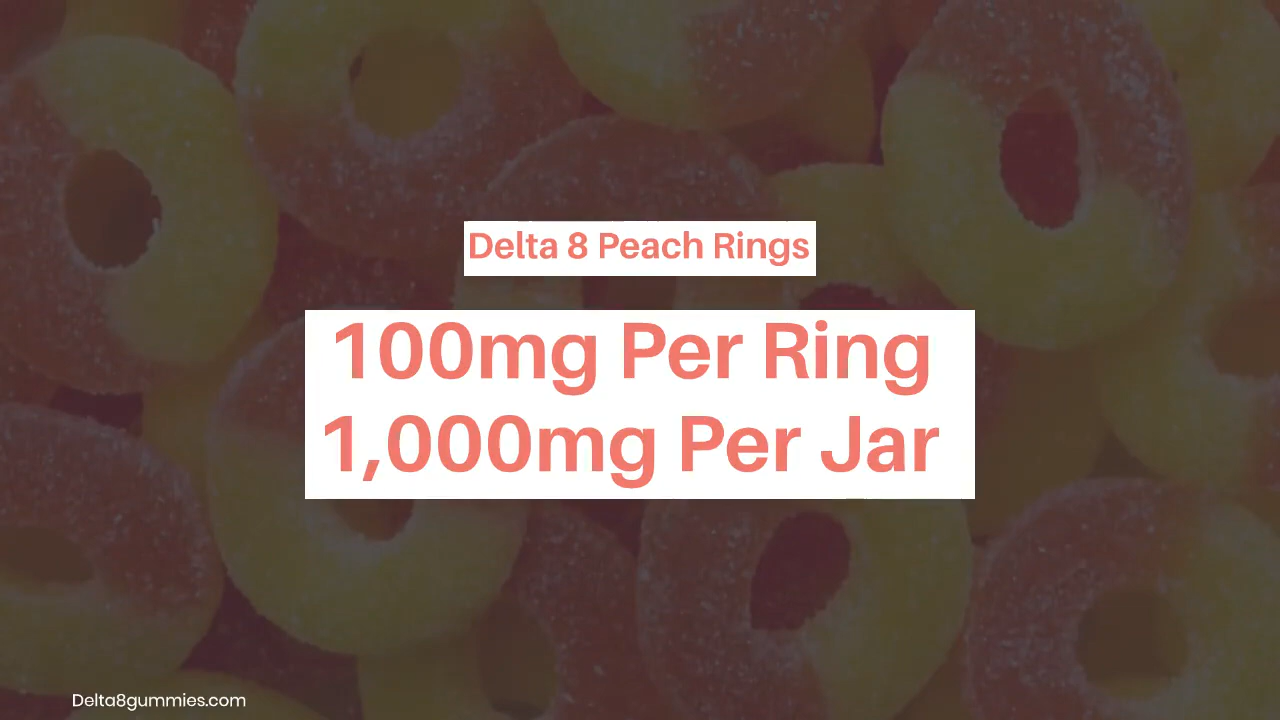 Delta 8 Peach Rings
100mg Per Ring
1,000mg Per Jar
Delta8gummies.com